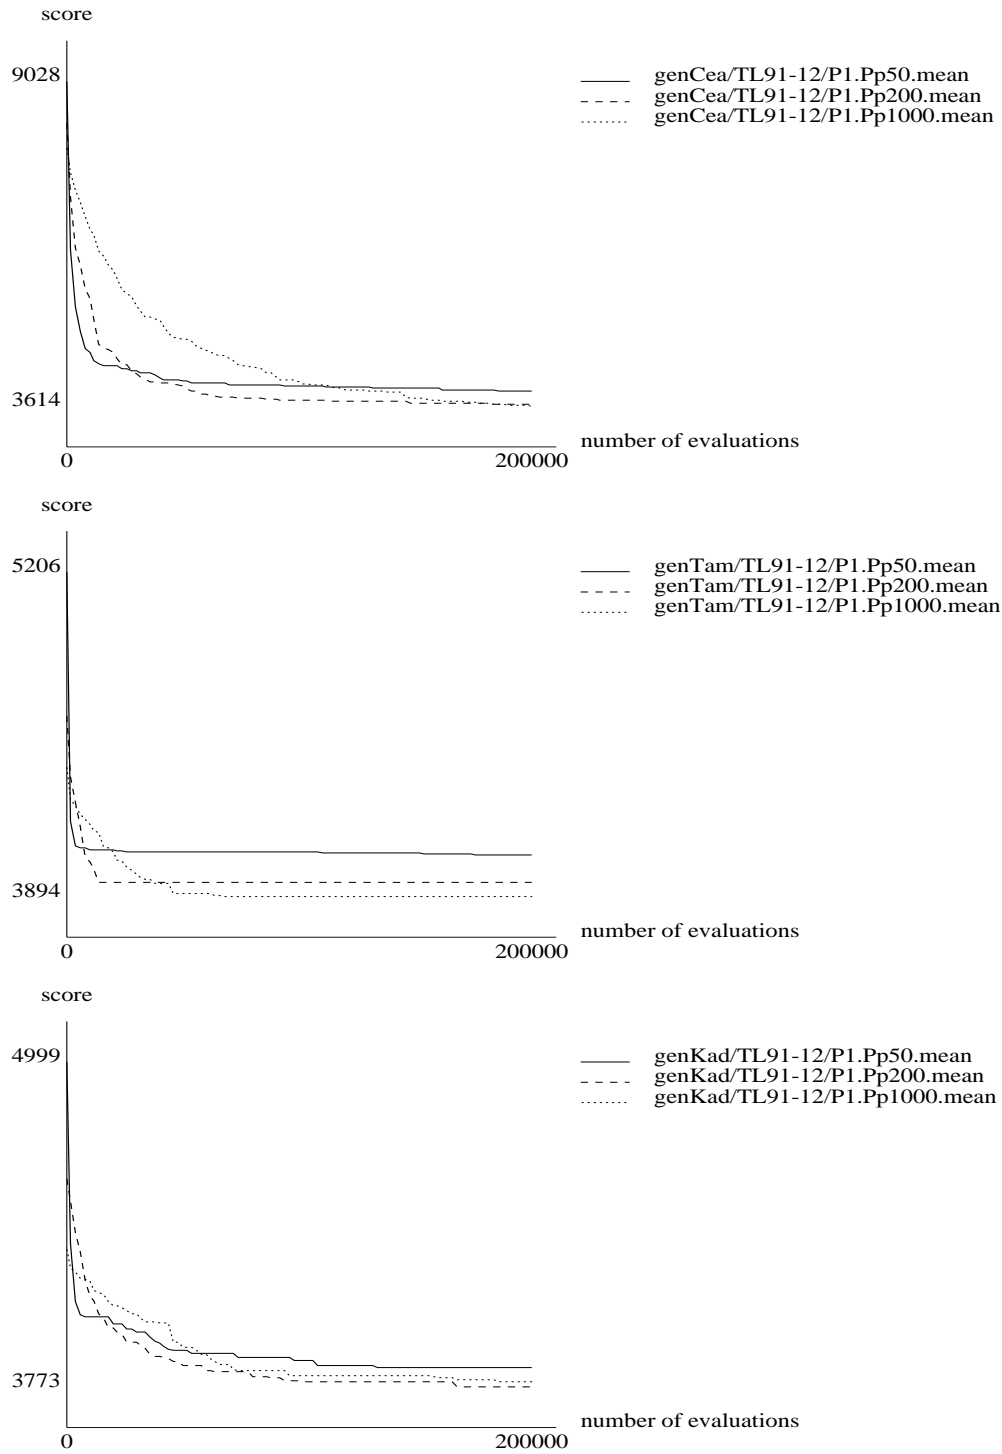 score
9028
genCea/TL91-12/P1.Pp50.mean
genCea/TL91-12/P1.Pp200.mean
genCea/TL91-12/P1.Pp1000.mean
3614
number of evaluations
0 200000
score
5206
genTam/TL91-12/P1.Pp50.mean
genTam/TL91-12/P1.Pp200.mean
genTam/TL91-12/P1.Pp1000.mean
3894
number of evaluations
0 200000
score
4999
genKad/TL91-12/P1.Pp50.mean
genKad/TL91-12/P1.Pp200.mean
genKad/TL91-12/P1.Pp1000.mean
3773
number of evaluations
0 200000